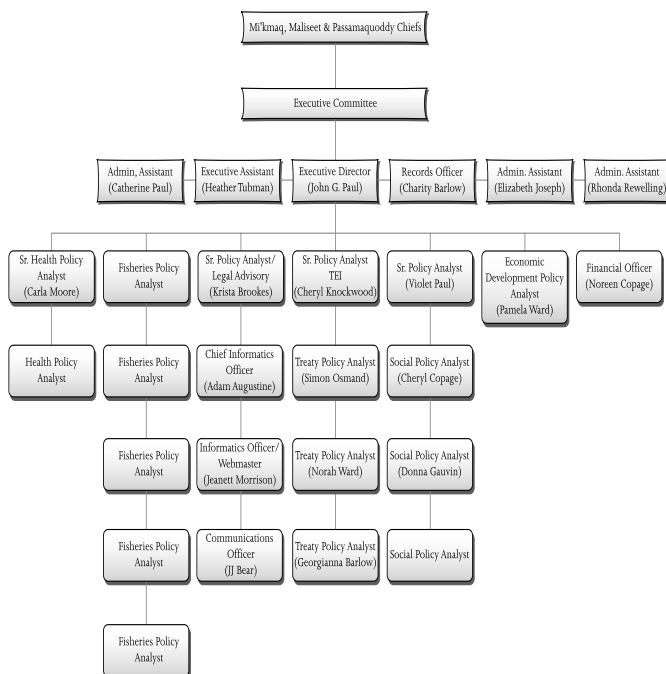 Mi'kmaq, Maliseet & Passamaquoddy Chiefs
Executive Committee
Admin, Assistant
(Catherine Paul)
Executive Assistant
(Heather Tubman)
Executive Director
(John G. Paul)
Records Officer
(Charity Barlow)
Admin. Assistant
(Elizabeth Joseph)
Admin. Assistant
(Rhonda Rewelling)
Sr. Health Policy
Analyst
(Carla Moore)
Fisheries Policy
Analyst
Sr. Policy Analyst/
Legal Advisory
(Krista Brookes)
Sr. Policy Analyst
TEI
(Cheryl Knockwood)
Sr. Policy Analyst
(Violet Paul)
Economic
Development Policy
Analyst
(Pamela Ward)
Financial Officer
(Noreen Copage)
Health Policy
Analyst
Fisheries Policy
Analyst
Chief Informatics
Officer
(Adam Augustine)
Treaty Policy Analyst
(Simon Osmand)
Social Policy Analyst
(Cheryl Copage)
Fisheries Policy
Analyst
Informatics Officer/
Webmaster
(Jeanett Morrison)
Treaty Policy Analyst
(Norah Ward)
Social Policy Analyst
(Donna Gauvin)
Fisheries Policy
Analyst
Communications
Officer
(JJ Bear)
Treaty Policy Analyst
(Georgianna Barlow)
Social Policy Analyst
Fisheries Policy
Analyst